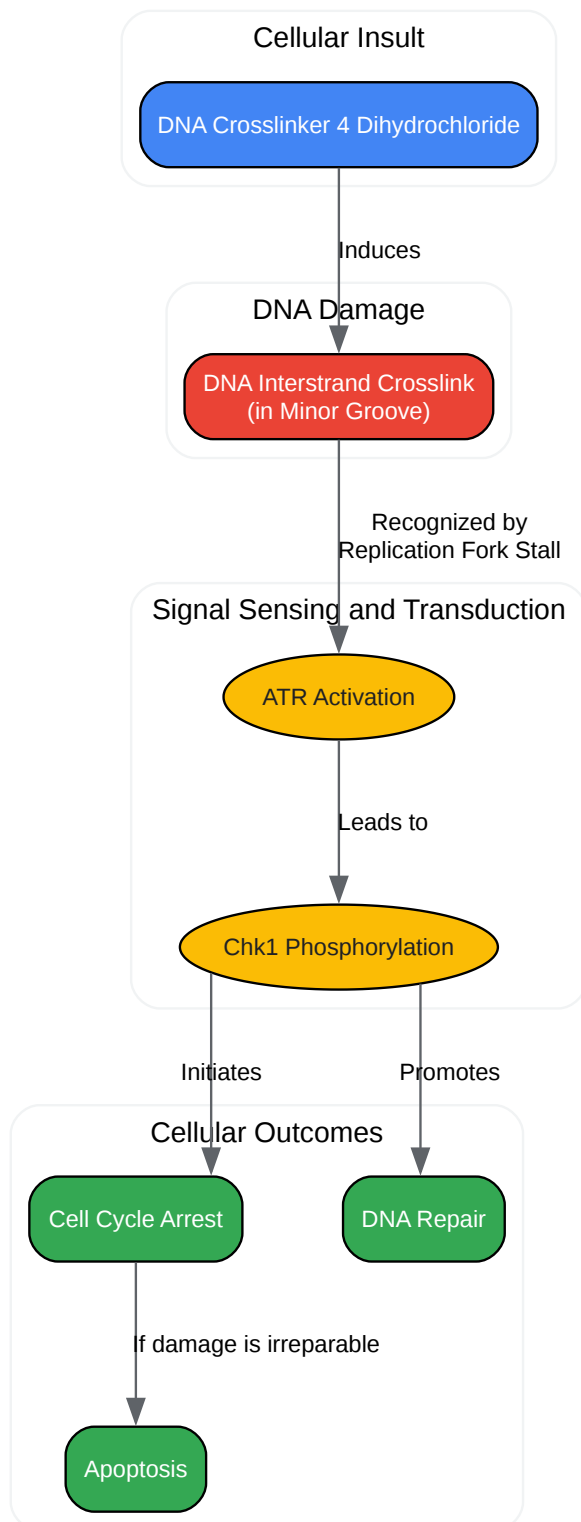 Cellular Insult
DNA Crosslinker 4 Dihydrochloride
Induces
DNA Damage
DNA Interstrand Crosslink
(in Minor Groove)
Recognized by
Replication Fork Stall
Signal Sensing and Transduction
ATR Activation
Leads to
Chk1 Phosphorylation
Initiates
Promotes
Cellular Outcomes
Cell Cycle Arrest
DNA Repair
If damage is irreparable
Apoptosis